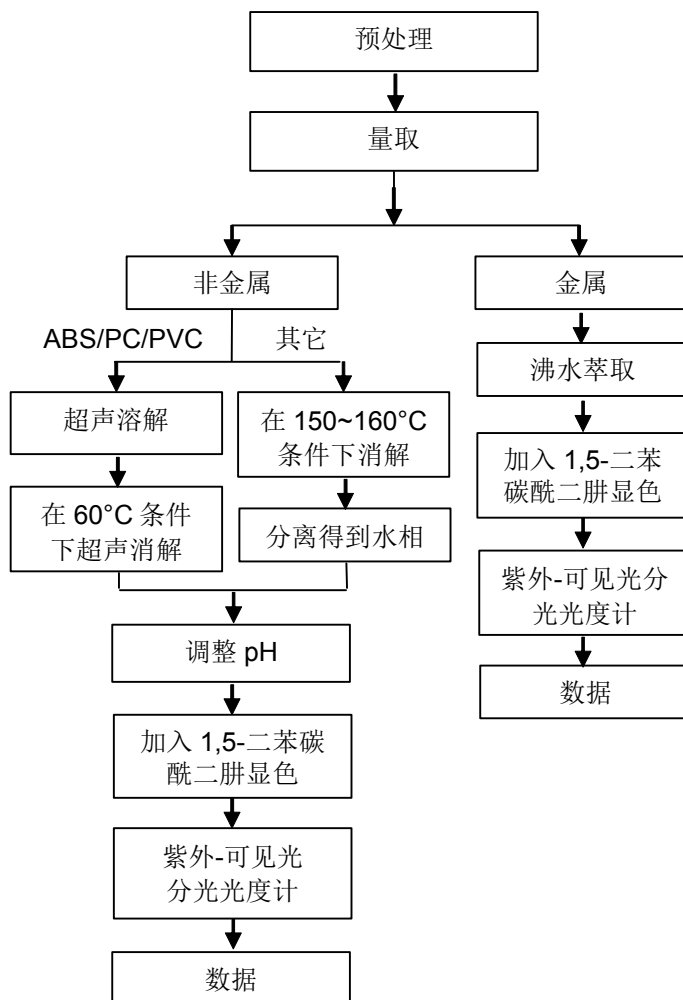 预处理
量取
非金属
金属
ABS/PC/PVC
其它
沸水萃取
超声溶解
在 150~160°C
条件下消解
加入 1,5-二苯
碳酰二肼显色
在 60°C 条件
下超声消解
分离得到水相
紫外-可见光分
光光度计
调整 pH
数据
加入 1,5-二苯碳
酰二肼显色
紫外-可见光
分光光度计
数据